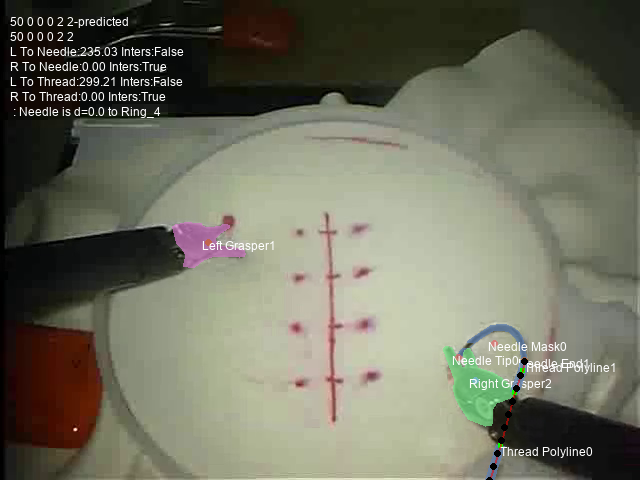 50 0 0 0 2 2-predicted
50 0 0 0 2 2
L To Needle:235.03 Inters:False
R To Needle:0.00 Inters:True
L To Thread:299.21 Inters:False
R To Thread:0.00 Inters:True
: Needle is d=0.0 to Ring_4
Left Grasper1
Needle Mask0
Needle Tip0
Needle End1
Thread Polyline1
Right Grasper2
Thread Polyline0